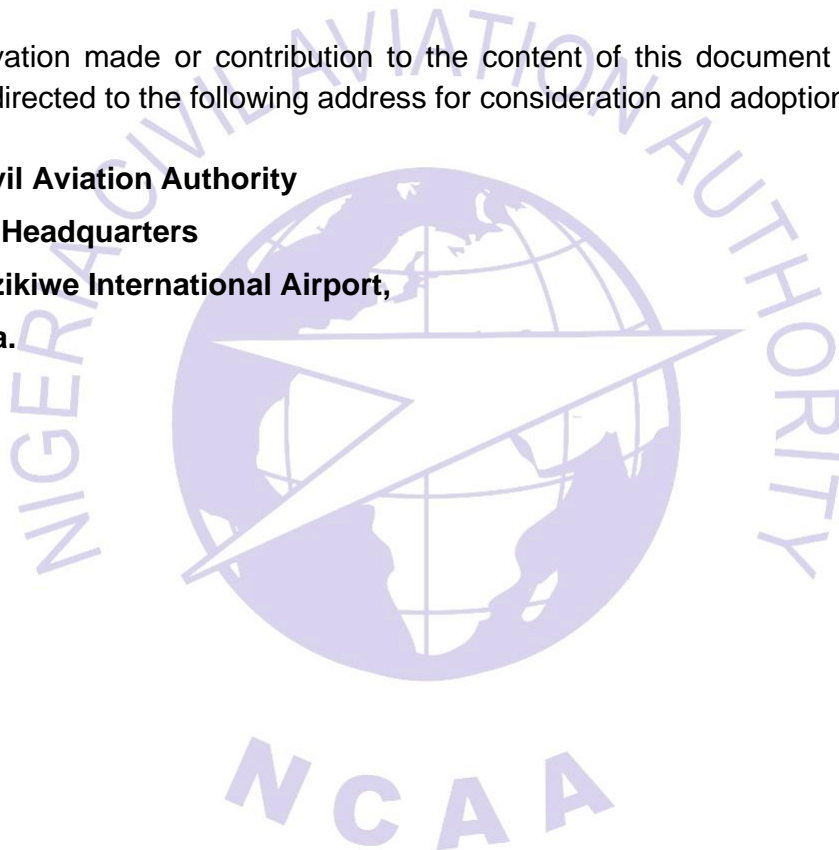 vation made or contribution to the content of this document
directed to the following address for consideration and adoption
vil Aviation Authority
Headquarters
zikiwe International Airport,
a.
NIGERIA CIVIL AVIATION AUTHORITY
NCAA